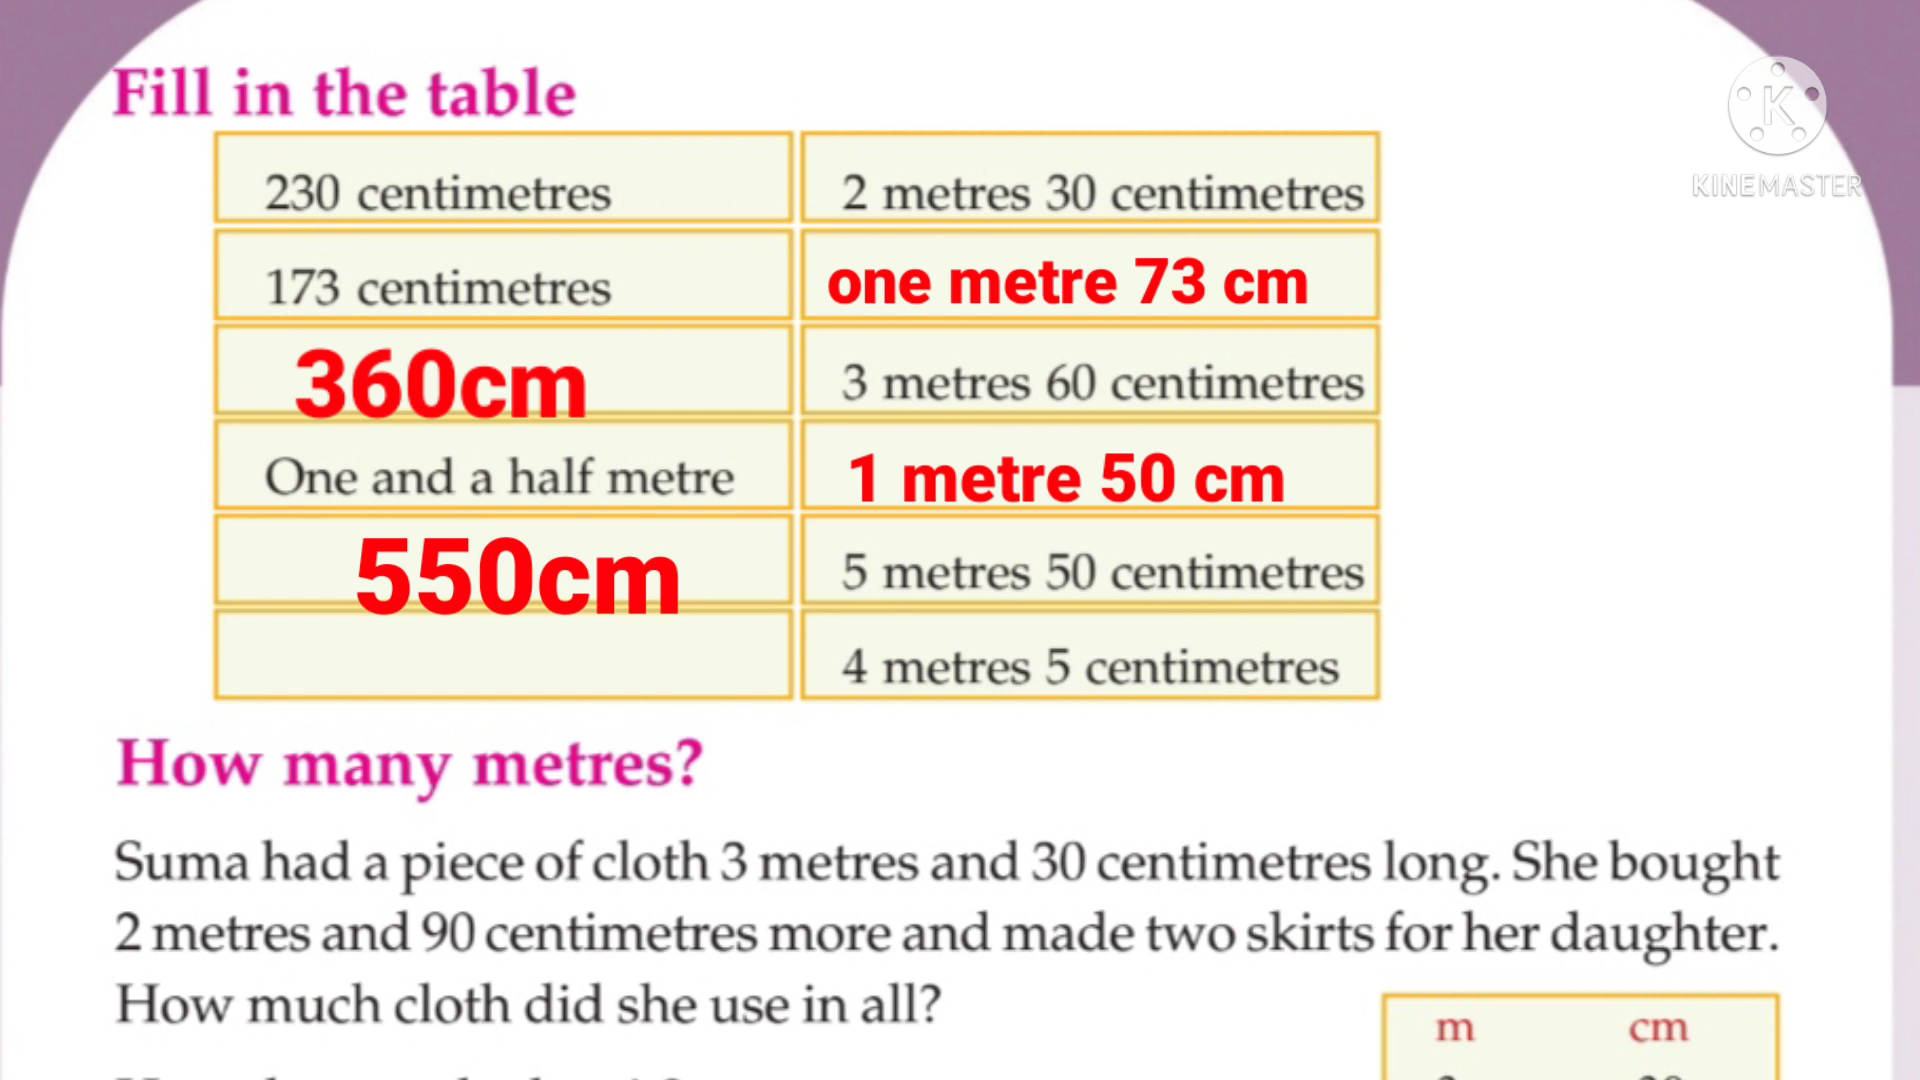 Fill in the table
230 centimetres 2 metres 30 centimetres
173 centimetres one metre 73 cm
360cm 3 metres 60 centimetres
One and a half metre 1 metre 50 cm
550cm 5 metres 50 centimetres
4 metres 5 centimetres
K
KINEMASTER
How many metres?
Suma had a piece of cloth 3 metres and 30 centimetres long. She bought
2 metres and 90 centimetres more and made two skirts for her daughter.
How much cloth did she use in all?
m cm